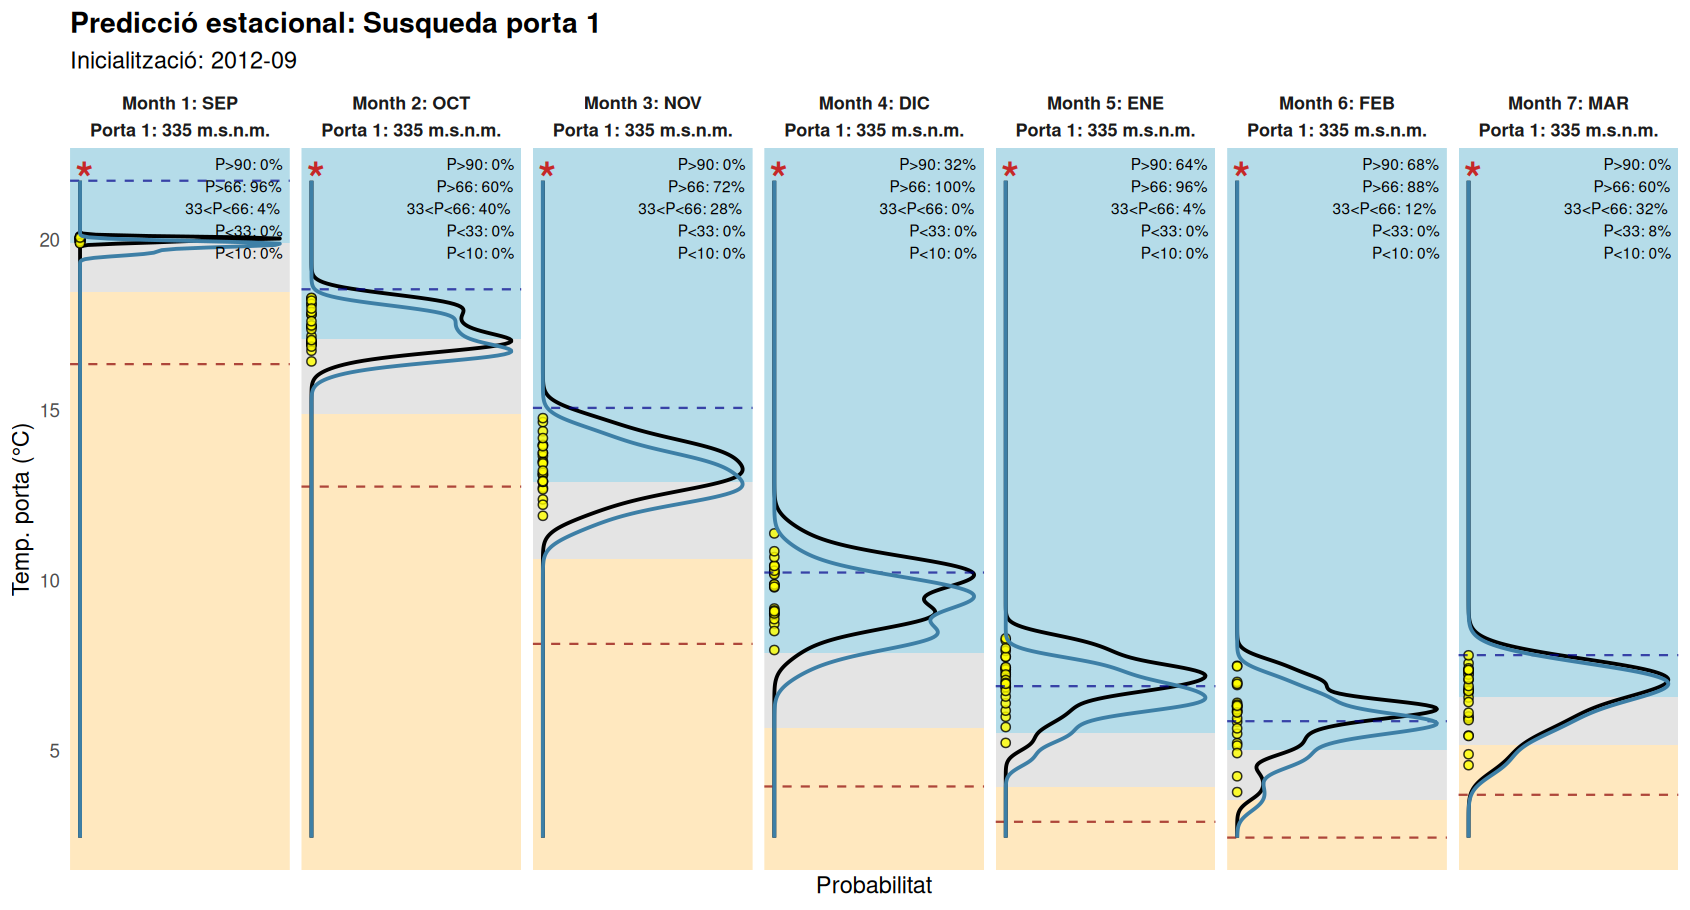 Predicció estacional: Susqueda porta 1
Inicialització: 2012-09
Month 1: SEP
Porta 1: 335 m.s.n.m.
Month 2: OCT
Porta 1: 335 m.s.n.m.
Month 3: NOV
Porta 1: 335 m.s.n.m.
Month 4: DIC
Porta 1: 335 m.s.n.m.
Month 5: ENE
Porta 1: 335 m.s.n.m.
Month 6: FEB
Porta 1: 335 m.s.n.m.
Month 7: MAR
Porta 1: 335 m.s.n.m.
*
P>90: 0%
P>66: 96%
33<P<66: 4%
P<33: 0%
P<10: 0%
*
P>90: 0%
P>66: 60%
33<P<66: 40%
P<33: 0%
P<10: 0%
*
P>90: 0%
P>66: 72%
33<P<66: 28%
P<33: 0%
P<10: 0%
*
P>90: 32%
P>66: 100%
33<P<66: 0%
P<33: 0%
P<10: 0%
*
P>90: 64%
P>66: 96%
33<P<66: 4%
P<33: 0%
P<10: 0%
*
P>90: 68%
P>66: 88%
33<P<66: 12%
P<33: 0%
P<10: 0%
*
P>90: 0%
P>66: 60%
33<P<66: 32%
P<33: 8%
P<10: 0%
20
15
10
5
Temp. porta (°C)
Probabilitat